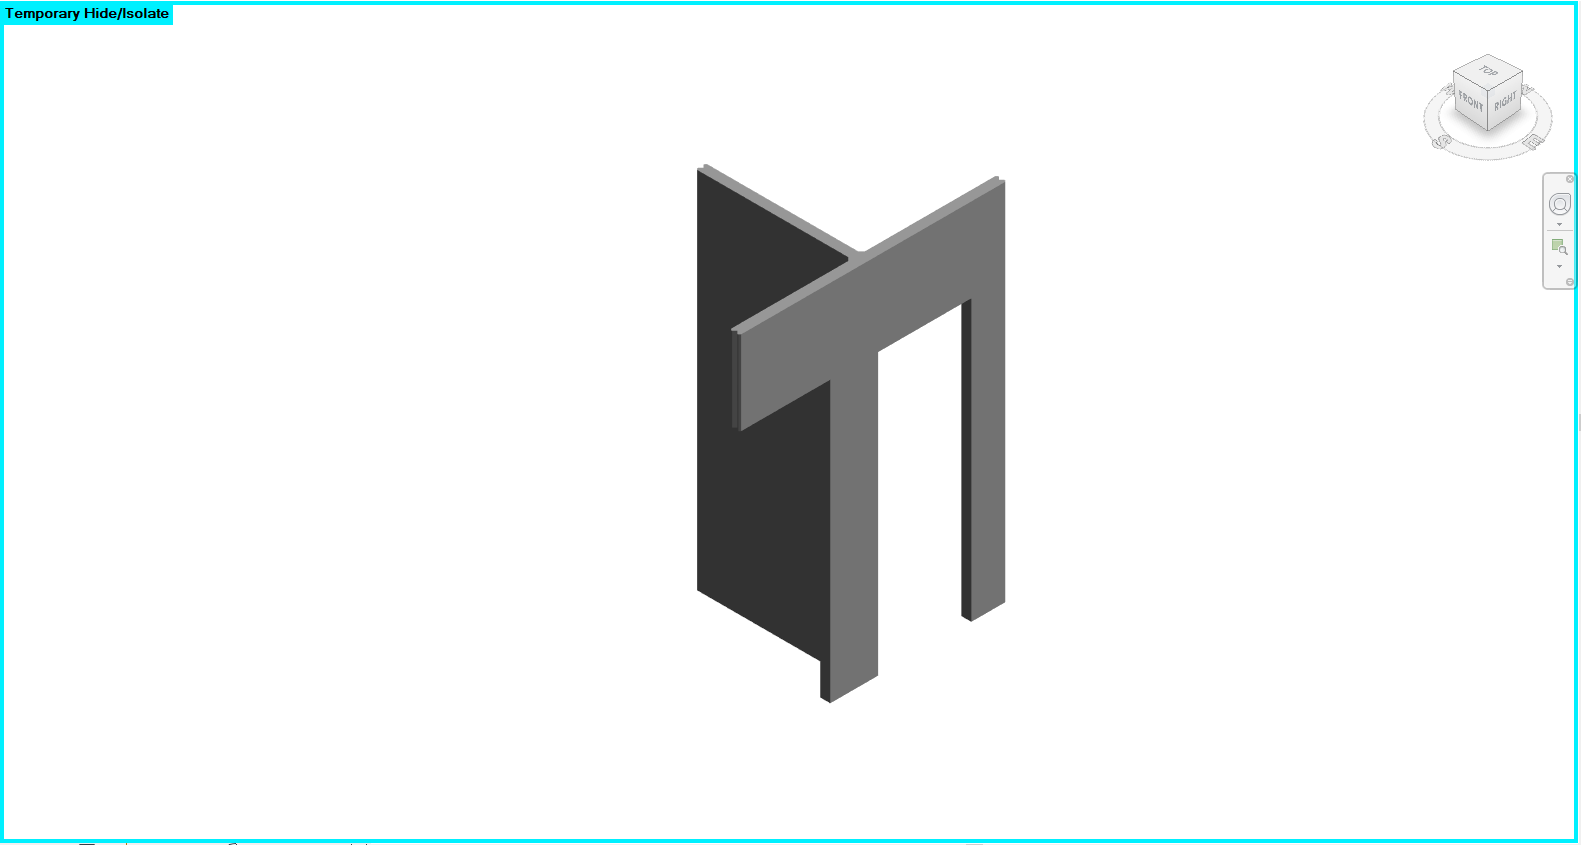 Temporary Hide/Isolate
TOP
FRONT
RIGHT
S
E